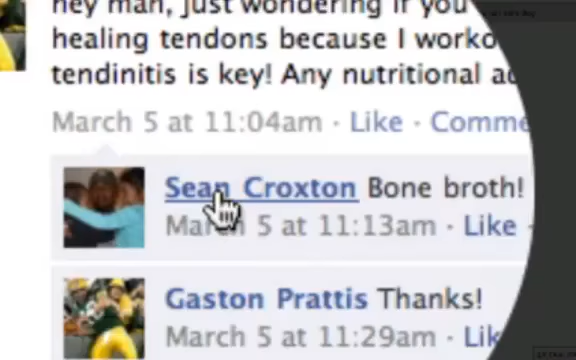 hey man, just wondering if you
healing tendons because I worko
tendinitis is key! Any nutritional
March 5 at 11:04am · Like · Comme
Sean Croxton Bone broth!
March 5 at 11:13am · Like ·
Gaston Prattis Thanks!
March 5 at 11:29am · Lik